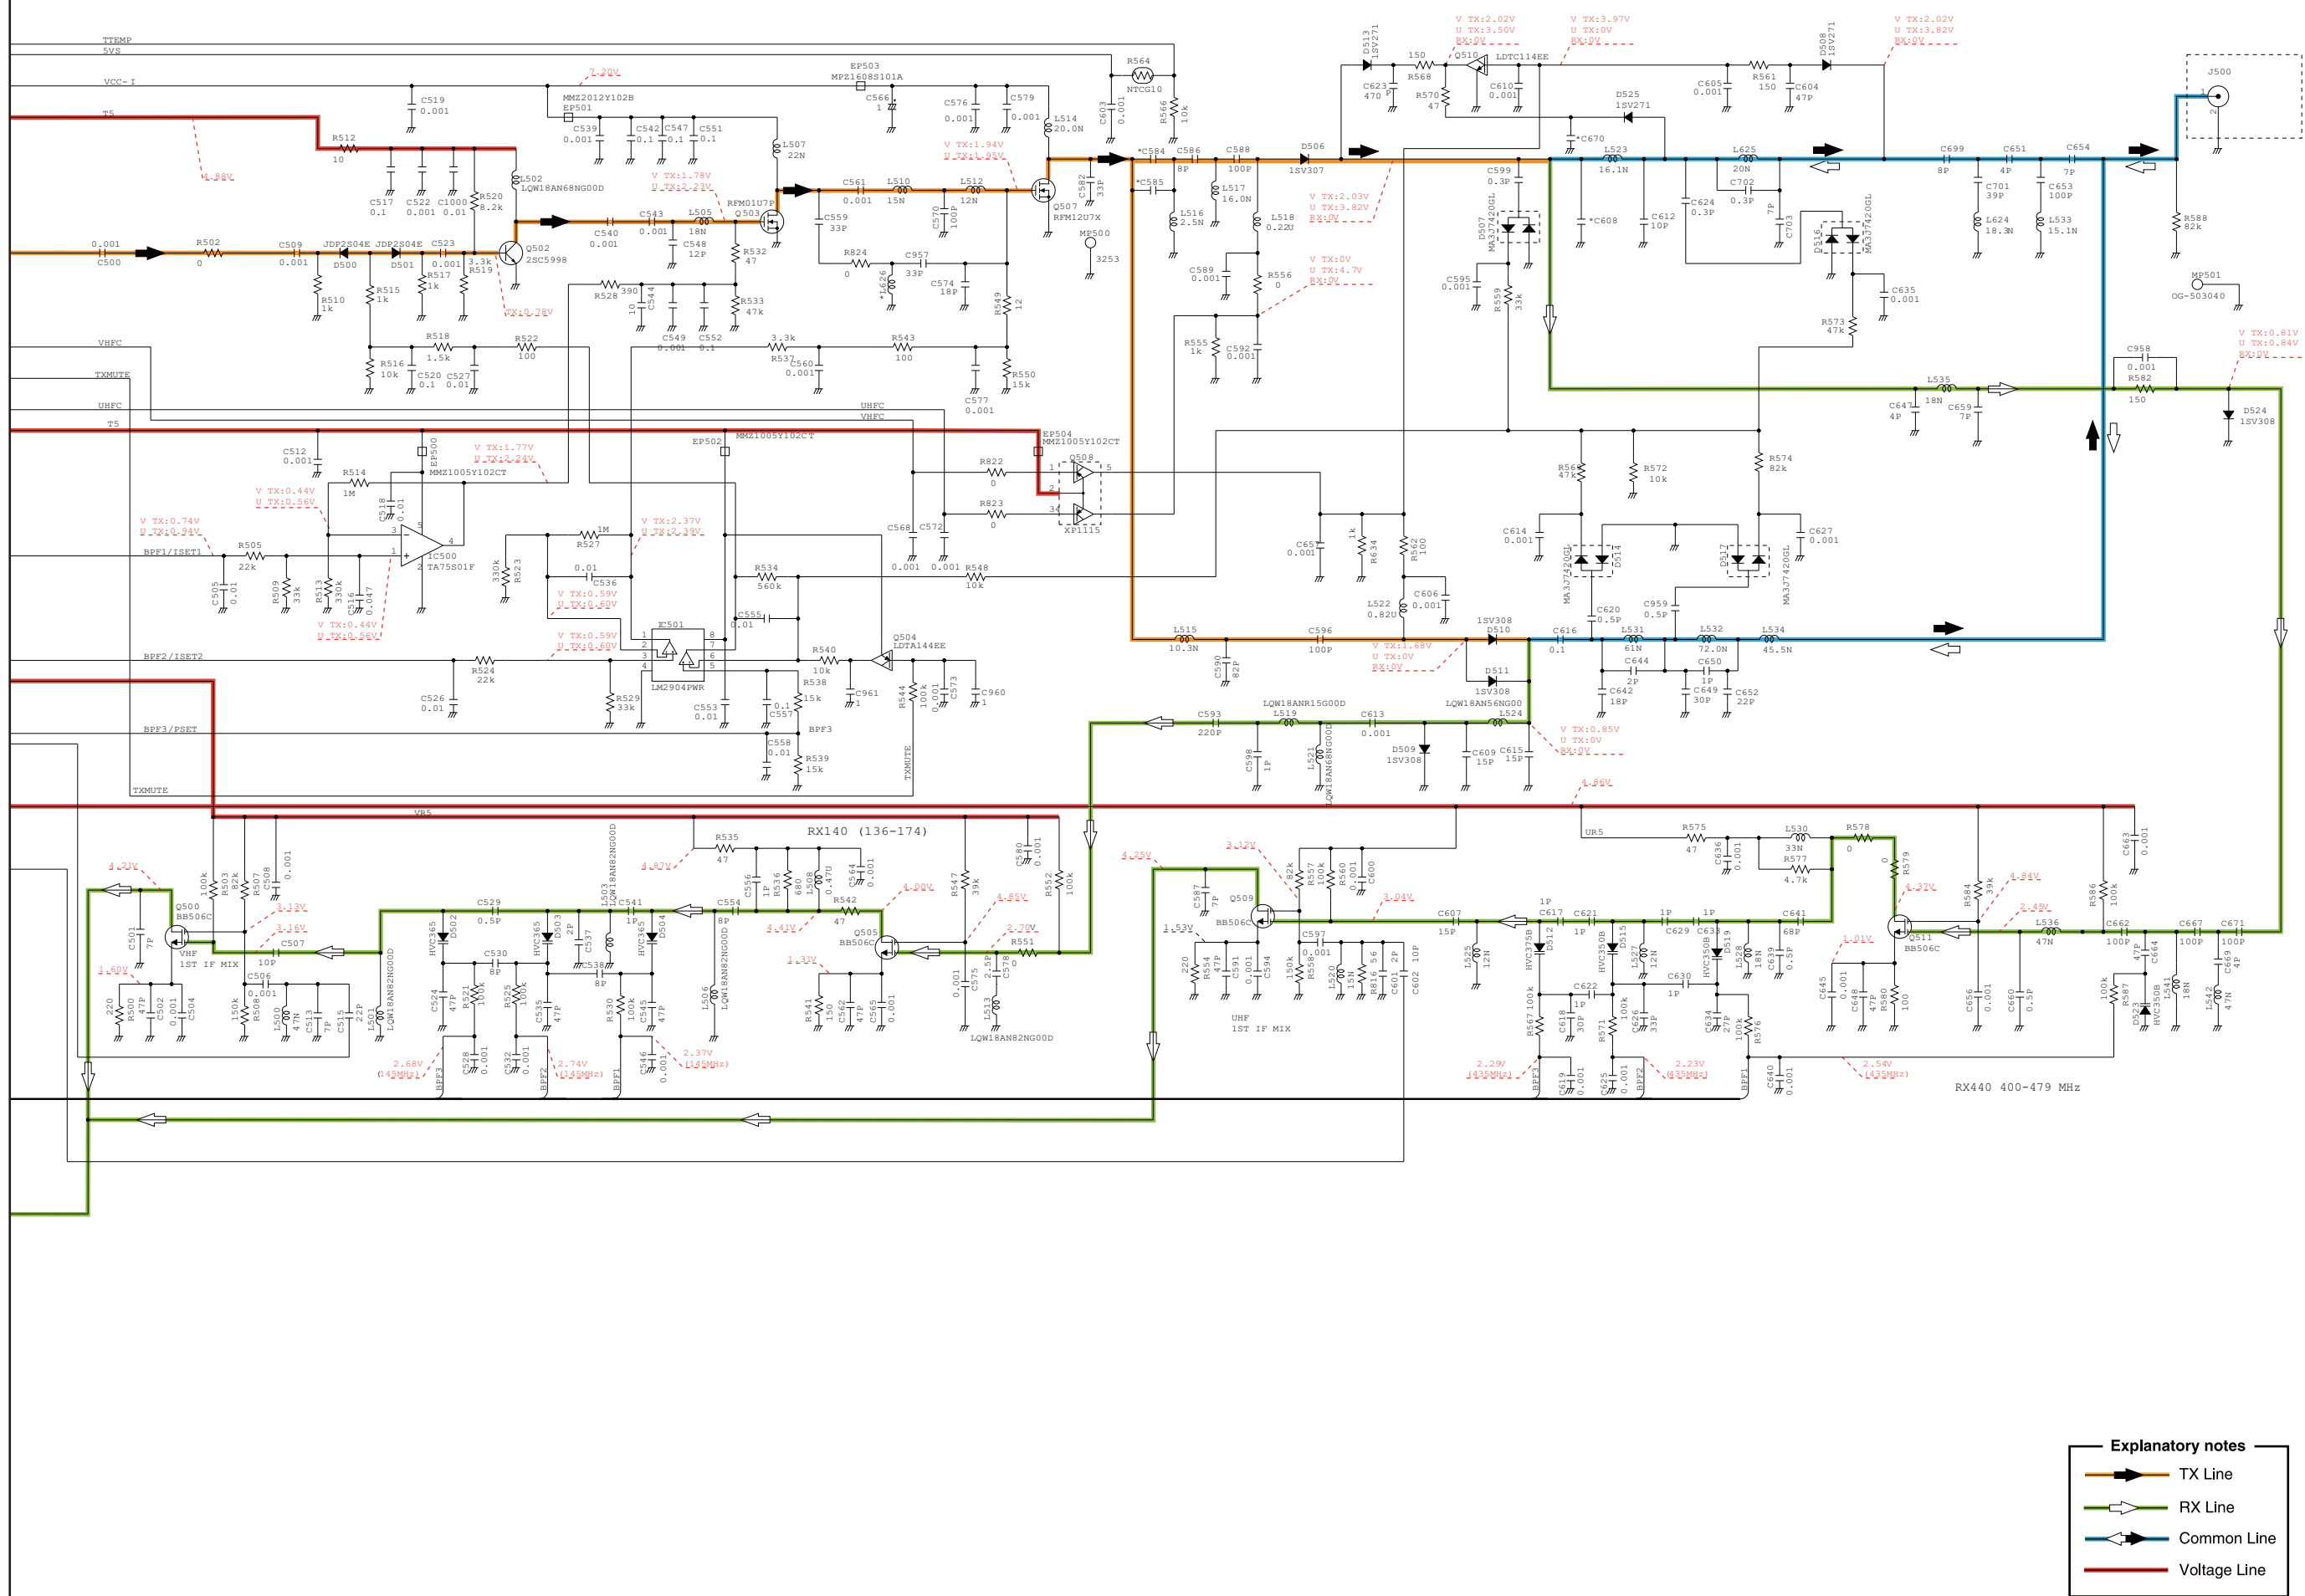 TTEMP
5VS
VCC-I
T5
4.88V
R512
10
C519
0.001
7.20V
MMZ2012Y102B
EP501
C539
0.001
C542
0.1
C547
0.1
C551
0.1
L507
22N
EP503
MPZ1608S101A
C566
1
C576
0.001
C579
0.001
L514
20.0N
C603
0.001
R564
NTCG10
R566
10k
D513
1SV271
C623
470P
150
R568
R570
47
V TX:2.02V
U TX:3.50V
RX:0V
Q510
LDTC114EE
C610
0.001
V TX:3.97V
U TX:0V
RX:0V
D525
1SV271
*C670
C605
0.001
R561
150
C604
47P
D508
1SV271
V TX:2.02V
U TX:3.82V
RX:0V
J500
1
2
C517
0.1
C522
0.001
C1000
0.01
R520
8.2k
L502
LQW18AN68NG00D
V TX:1.78V
U TX:2.23V
RFM01U7P
Q503
V TX:1.94V
U TX:1.95V
C561
0.001
L510
15N
L512
12N
Q507
RFM12U7X
C582
33P
*C584
*C585
C586
8P
C588
100P
D506
1SV307
L516
2.5N
L517
16.0N
L518
0.22U
V TX:2.03V
U TX:3.82V
RX:0V
C599
0.3P
D507
MA3J7420GL
L523
16.1N
L625
20N
C702
0.3P
C624
0.3P
*C608
C612
10P
C703
7P
D516
MA3J7420GL
C699
8P
C651
4P
C654
7P
C701
39P
C653
100P
L624
18.3N
L533
15.1N
R588
82k
0.001
C500
R502
0
C509
0.001
JDP2S04E
D500
JDP2S04E
D501
C523
0.001
3.3k
R519
Q502
2SC5998
C540
0.001
C543
0.001
L505
18N
C548
12P
R532
47
C559
33P
C570
100P
R824
0
C957
33P
*L626
C574
18P
R549
12
MP500
3253
R510
1k
R515
1k
R517
1k
TX:0.78V
R528
390
10
C544
C549
0.001
C552
0.1
R533
47k
C589
0.001
R556
0
V TX:0V
U TX:4.7V
RX:0V
C595
0.001
R559
33k
C635
0.001
R573
47k
MP501
OG-503040
V TX:0.81V
U TX:0.84V
RX:0V
VHFC
TXMUTE
UHFC
T5
R516
10k
R518
1.5k
C520
0.1
C527
0.01
R522
100
3.3k
R537
C560
0.001
R543
100
C577
0.001
R550
15k
R555
1k
C592
0.001
C958
0.001
R582
150
L535
18N
C647
4P
C659
7P
D524
1SV308
UHFC
VHFC
EP504
MMZ1005Y102CT
Q508
1
2
34
5
XP1115
EP502
MMZ1005Y102CT
C512
0.001
EP500
MMZ1005Y102CT
R514
1M
C518
0.01
V TX:1.77V
U TX:2.24V
V TX:0.44V
U TX:0.56V
V TX:0.74V
U TX:0.94V
BPF1/ISET1
R505
22k
C505
0.01
R509
33k
R513
330k
C516
0.047
3
1
5
4
2
IC500
TA75S01F
V TX:0.44V
U TX:0.56V
R523
330k
1M
R527
0.01
C536
V TX:2.37V
U TX:2.39V
V TX:0.59V
U TX:0.60V
V TX:0.59V
U TX:0.60V
R534
560k
C555
0.01
R548
10k
R822
0
R823
0
C568
0.001
C572
0.001
C657
0.001
1k
R634
R562
100
C606
0.001
L522
0.82U
R569
47k
R572
10k
R574
82k
C614
0.001
MA3J7420GL
D514
D517
MA3J7420GL
C627
0.001
C620
0.5P
C959
0.5P
BPF2/ISET2
R524
22k
C526
0.01
R529
33k
IC501
1
2
3
4
8
7
6
5
LM2904PWR
C553
0.01
0.1
C557
R538
15k
R540
10k
Q504
LDTA144EE
C961
1
R544
100k
C573
0.001
C960
1
BPF3/PSET
BPF3
C558
0.01
R539
15k
TXMUTE
TXMUTE
L515
10.3N
C590
82P
C596
100P
V TX:1.68V
U TX:0V
RX:0V
1SV308
D510
D511
1SV308
C616
0.1
L531
61N
L532
72.0N
L534
45.5N
C644
2P
C650
1P
C642
18P
C649
30P
C652
22P
C593
220P
LQW18ANR15G00D
L519
C613
0.001
LQW18AN56NG00
L524
C598
1P
L521
LQW18AN68NG00D
D509
1SV308
C609
15P
C615
15P
V TX:0.85V
U TX:0V
RX:0V
4.86V
VR5
RX140 (136-174)
4.21V
Q500
BB506C
VHF
1ST IF MIX
C501
7P
1.60V
220
R500
47P
C502
0.001
C504
100k
R503
82k
R507
C508
0.001
3.13V
3.16V
C507
10P
C506
0.001
150k
R508
L500
47N
C513
7P
C515
22P
L501
LQW18AN82NG00D
C529
0.5P
HVC365
D502
C530
8P
HVC365
D503
2P
C537
L503
LQW18AN82NG00D
C541
1P
HVC365
D504
C554
8P
C538
8P
C524
47P
R521
100k
R525
100k
C535
47P
R530
100k
C545
47P
L506
LQW18AN82NG00D
2.68V
(145MHz)
BPF3
C528
0.001
C532
0.001
BPF2
2.74V
(145MHz)
BPF1
C546
0.001
2.37V
(145MHz)
4.87V
R535
47
C556
1P
R536
680
L508
0.47U
C564
0.001
R542
47
4.41V
4.00V
Q505
BB506C
1.31V
R541
150
C562
47P
C565
0.001
R547
39k
4.85V
2.70V
C580
0.001
R552
100k
R551
0
0.001
C575
2.5P
C578
L513
LQW18AN82NG00D
4.25V
C587
7P
1.53V
Q509
BB506C
3.12V
82k
R557
100k
R560
0.001
C600
3.04V
220
R554
47P
C591
0.001
C594
C597
0.001
150k
R558
L520
15N
R816
56
C601
2P
C602
10P
UHF
1ST IF MIX
C607
15P
L525
12N
1P
C617
HVC375B
D512
C621
1P
HVC350B
D515
L527
12N
1P
C629
1P
C633
HVC350B
D519
L528
18N
C639
0.5P
C641
68P
C622
1P
C630
1P
R567
100k
C618
30P
R571
100k
C626
33P
C634
27P
100k
R576
2.29V
(435MHz)
BPF3
C619
0.001
C625
0.001
BPF2
2.23V
(435MHz)
BPF1
C640
0.001
2.54V
(435MHz)
UR5
R575
47
C636
0.001
L530
33N
R577
4.7k
R578
0
0
R579
4.37V
Q511
BB506C
1.01V
C645
0.001
C648
47P
R580
100
R584
39k
4.84V
2.45V
R586
100k
C663
0.001
L536
47N
C656
0.001
C660
0.5P
C662
100P
47P
C664
C667
100P
C671
100P
100k
R587
D523
HVC350B
L541
18N
C669
4P
L542
47N
RX440 400-479 MHz
Explanatory notes
TX Line
RX Line
Common Line
Voltage Line